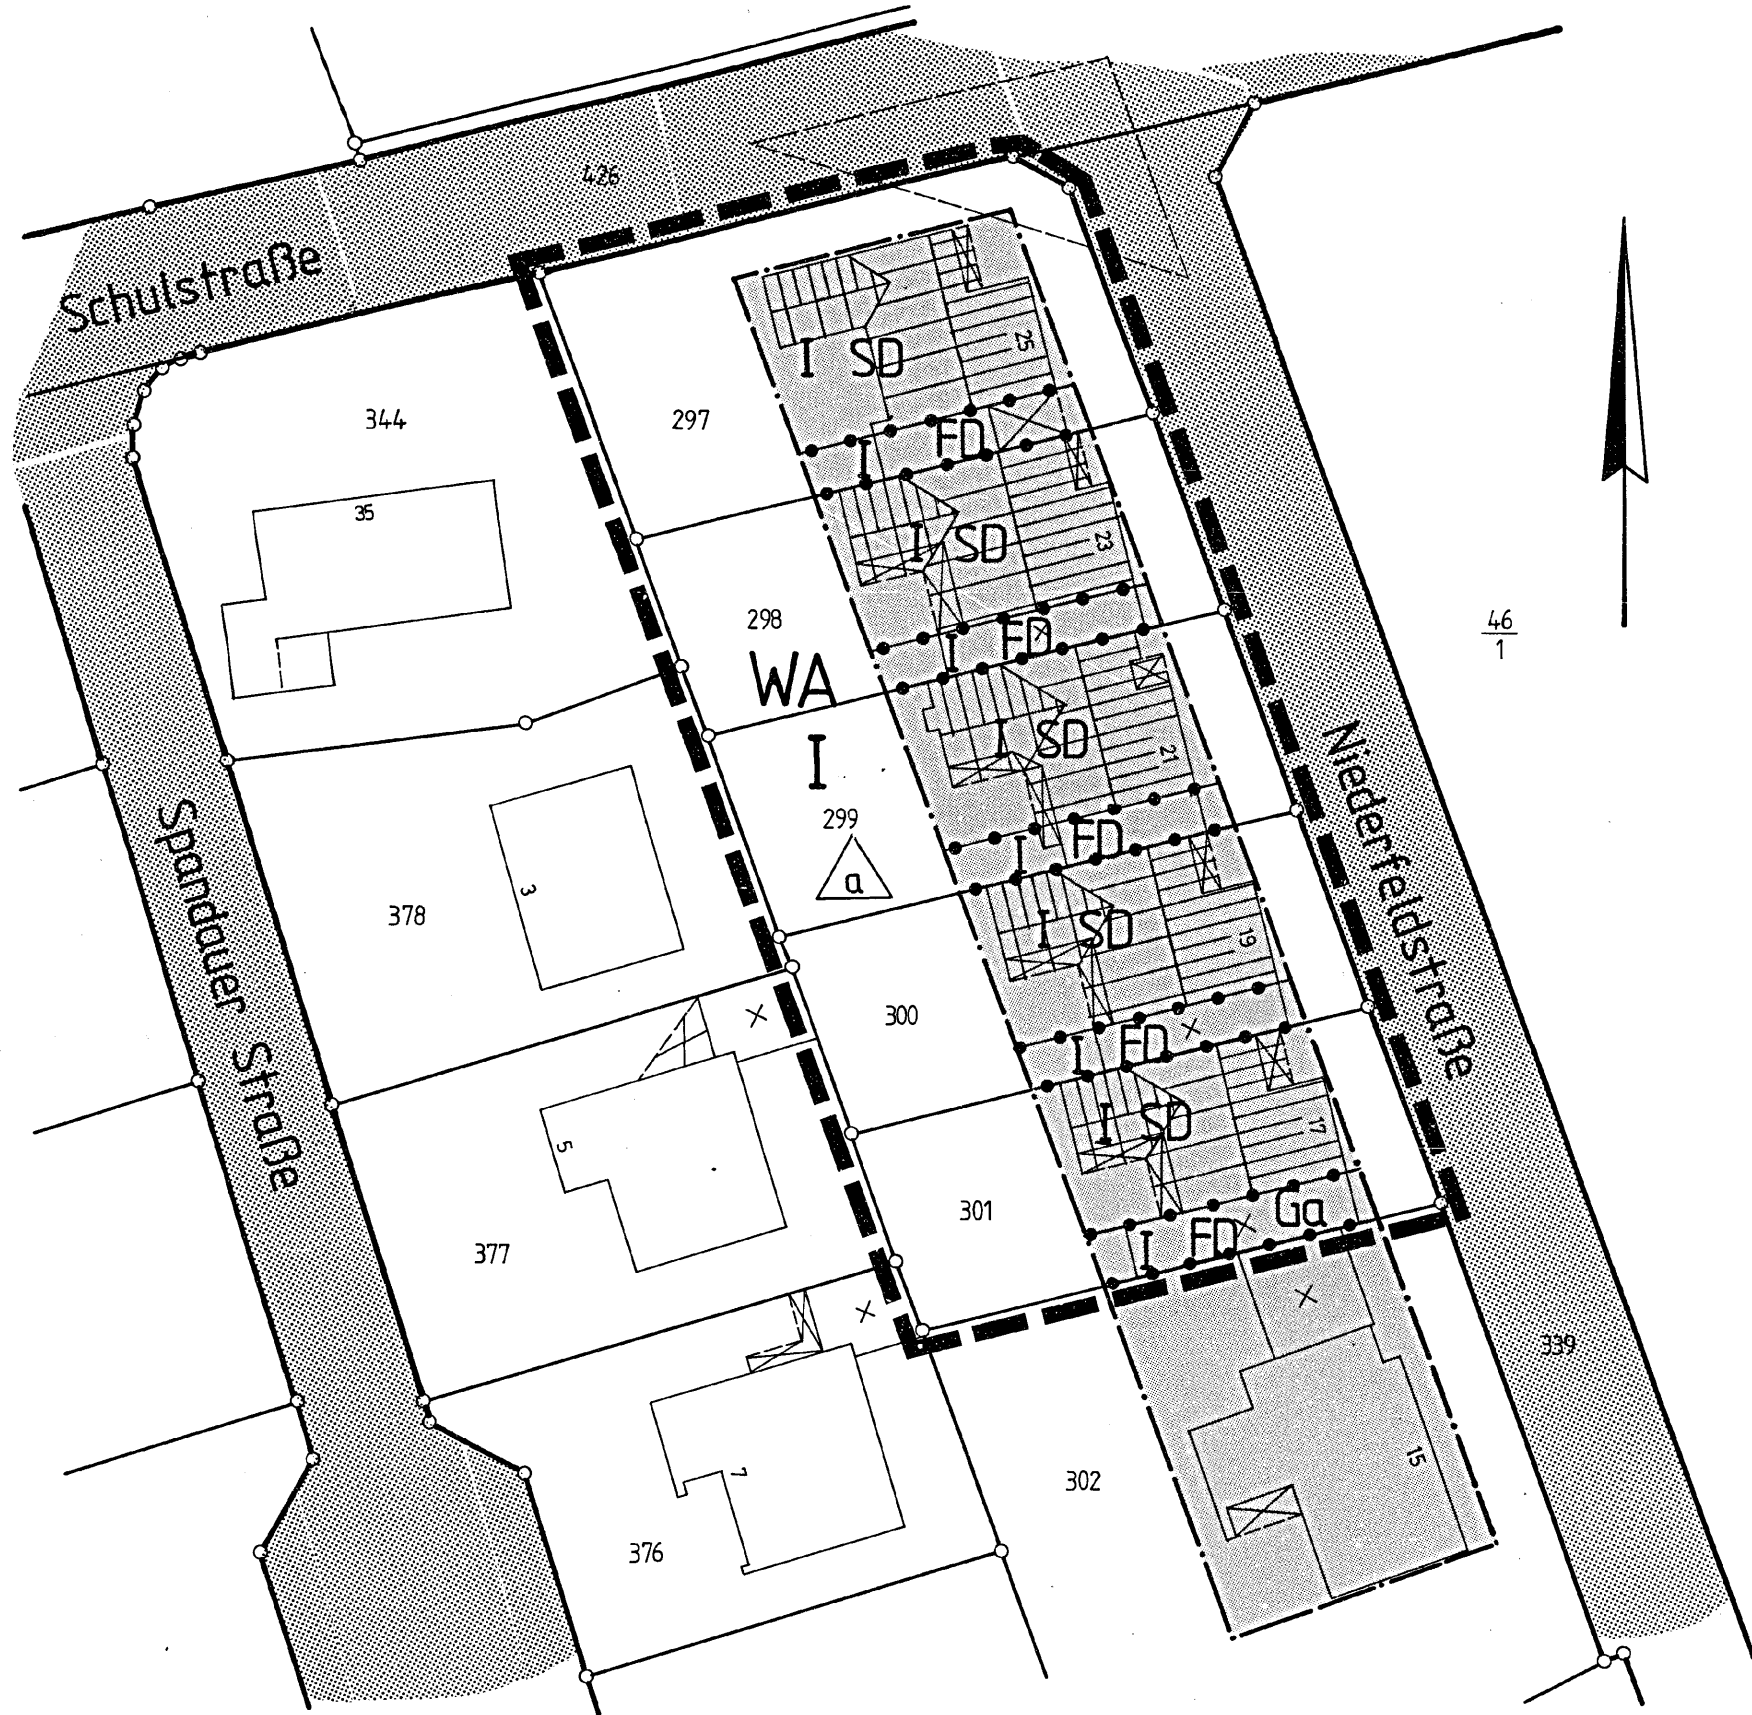 426
Schulstraße
I SD
25
344
297
I FD
35
I SD
23
298
46
1
I FD
WA
I SD
21
I
Niederfeldstraße
299
a
I FD
Spandauer Straße
3
378
I SD
19
300
I FD
I SD
17
5
301
Ga
377
I FD
339
302
15
7
376